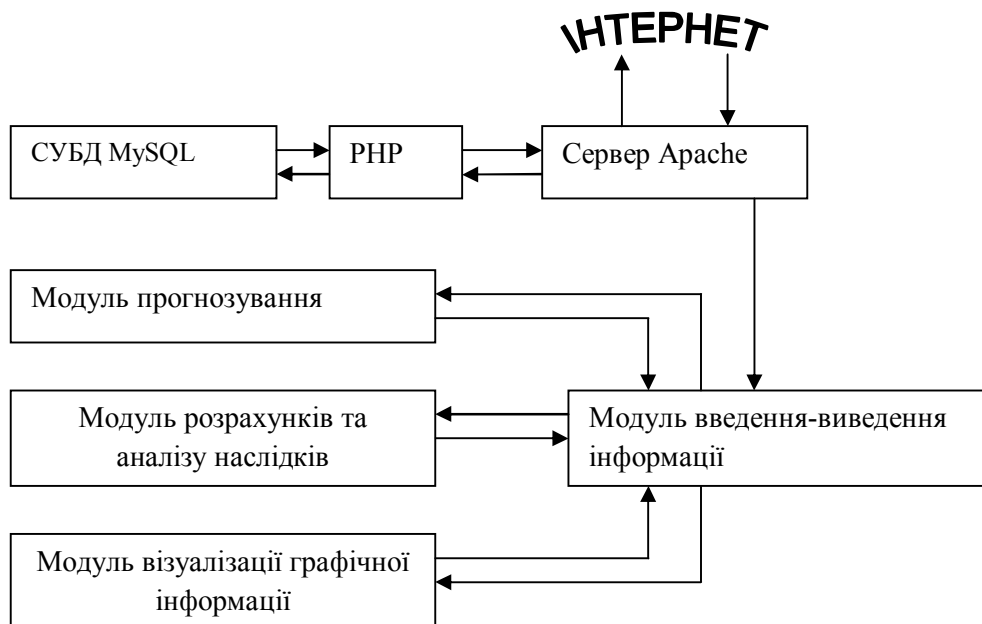 ІНТЕРНЕТ
СУБД MySQL
PHP
Сервер Apache
Модуль прогнозування
Модуль розрахунків та
аналізу наслідків
Модуль введення-виведення
інформації
Модуль візуалізації графічної
інформації